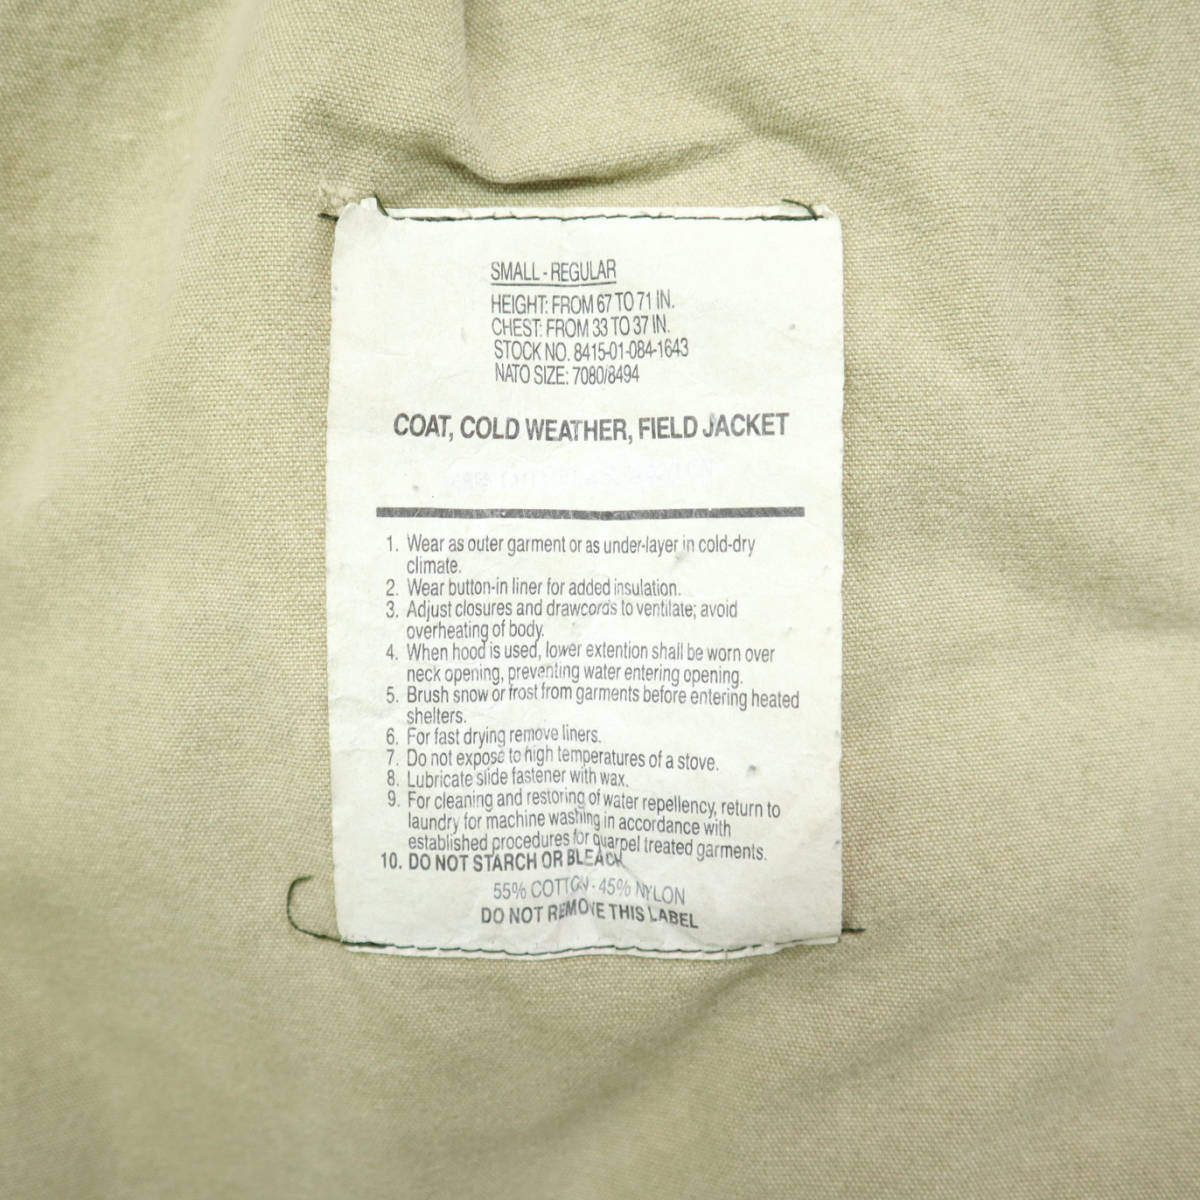 SMALL - REGULAR
HEIGHT: FROM 67 TO 71 IN.
CHEST: FROM 33 TO 37 IN.
STOCK NO. 8415-01-084-1643
NATO SIZE: 7080/8494
COAT, COLD WEATHER, FIELD JACKET
1. Wear as outer garment or as under-layer in cold-dry
climate.
2. Wear button-in liner for added insulation.
3. Adjust closures and drawcords to ventilate; avoid
overheating of body.
4. When hood is used, lower extention shall be worn over
neck opening, preventing water entering opening.
5. Brush snow or frost from garments before entering heated
shelters.
6. For fast drying remove liners.
7. Do not expose to high temperatures of a stove.
8. Lubricate slide fastener with wax.
9. For cleaning and restoring of water repellency, return to
laundry for machine washing in accordance with
established procedures for quarpel treated garments.
10. DO NOT STARCH OR BLEACH
55% COTTON - 45% NYLON
DO NOT REMOVE THIS LABEL